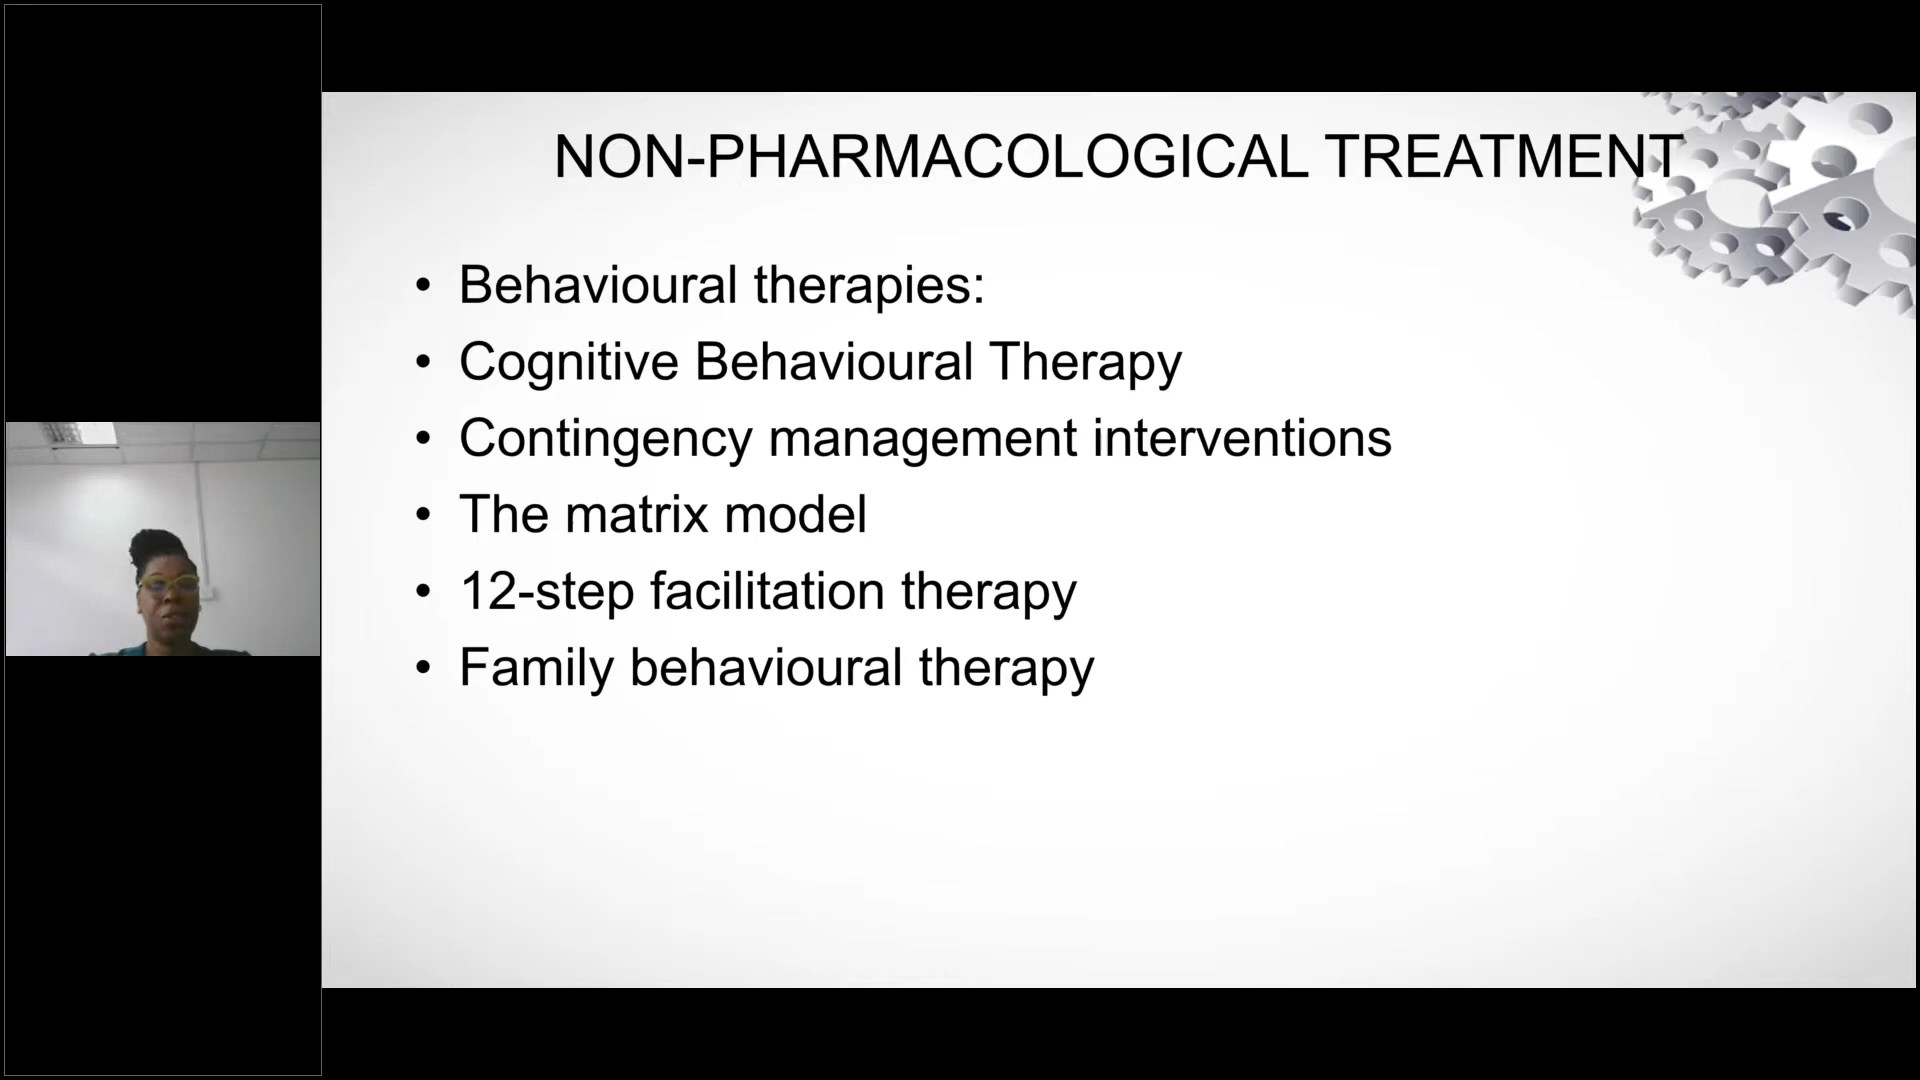 NON-PHARMACOLOGICAL TREATMENT
• Behavioural therapies:
• Cognitive Behavioural Therapy
• Contingency management interventions
• The matrix model
• 12-step facilitation therapy
• Family behavioural therapy